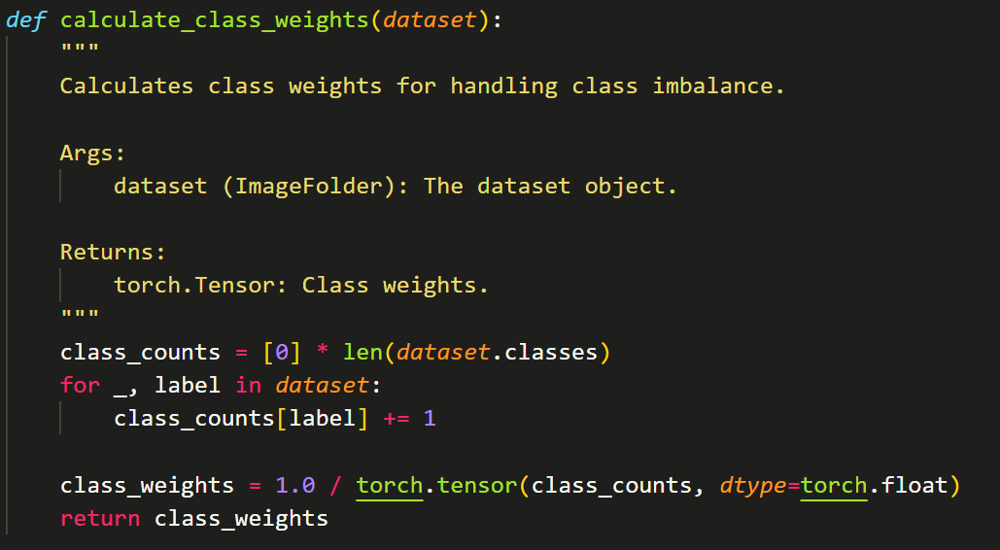 def calculate_class_weights(dataset):
    """
    Calculates class weights for handling class imbalance.

    Args:
        dataset (ImageFolder): The dataset object.

    Returns:
        torch.Tensor: Class weights.
    """
    class_counts = [0] * len(dataset.classes)
    for _, label in dataset:
        class_counts[label] += 1

    class_weights = 1.0 / torch.tensor(class_counts, dtype=torch.float)
    return class_weights